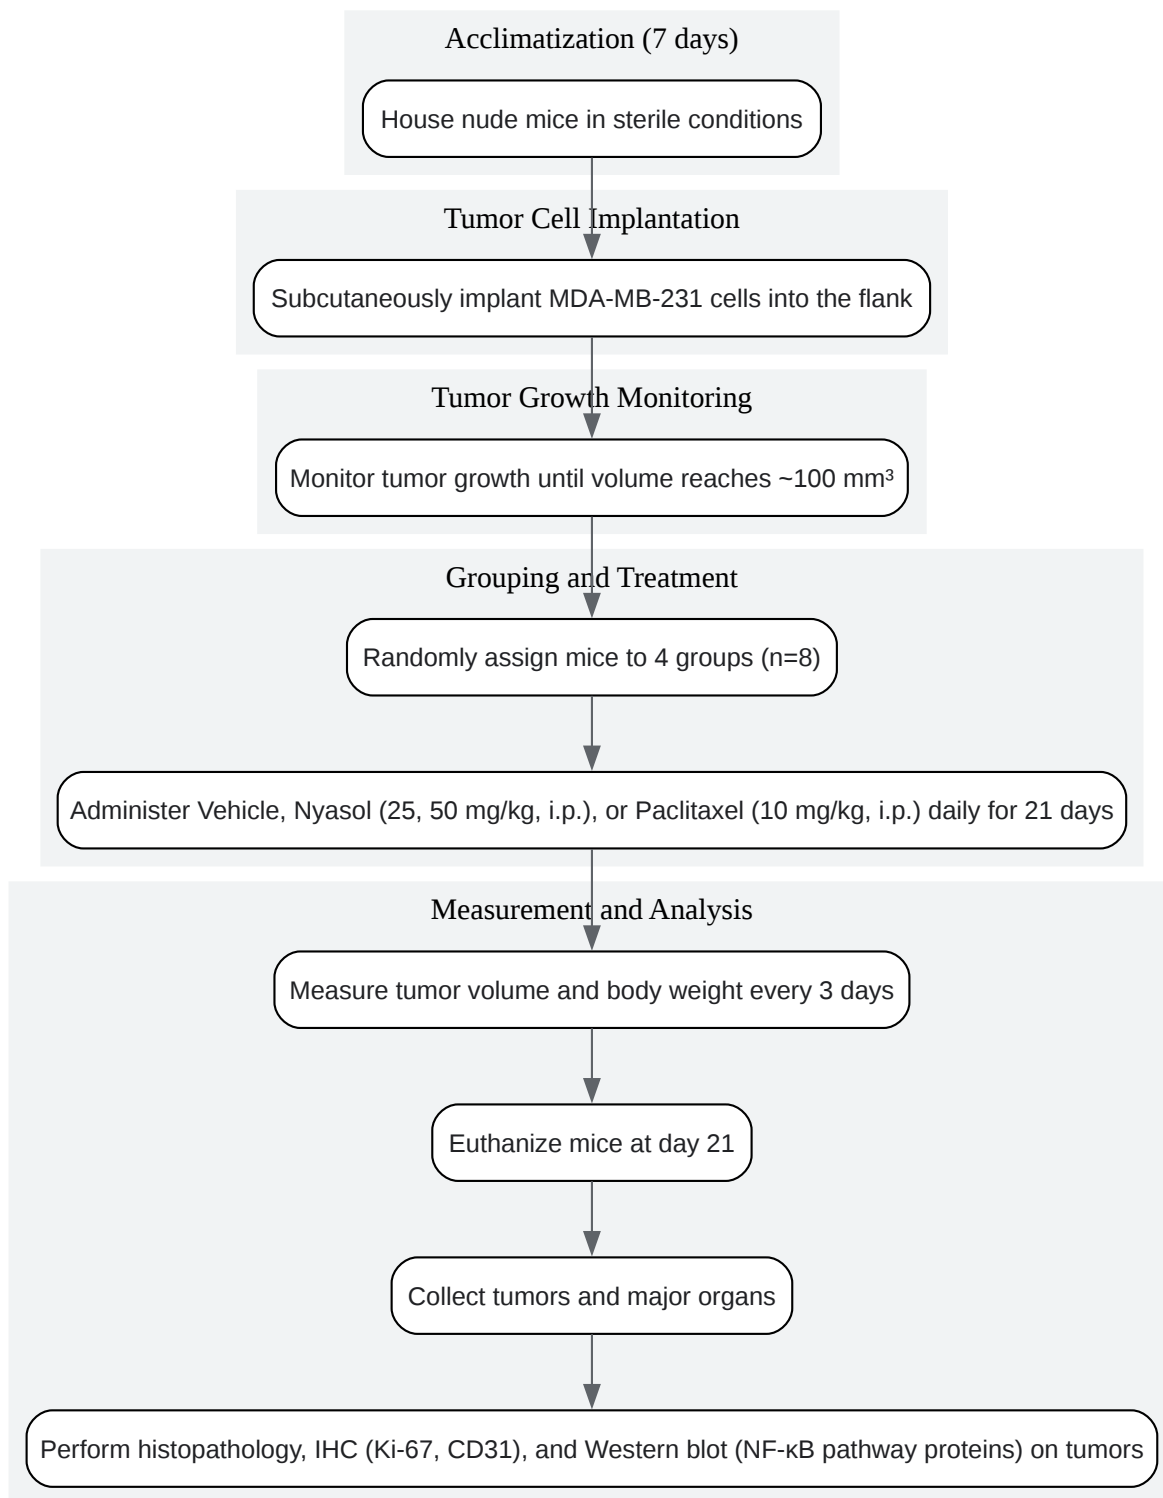 Acclimatization (7 days)
House nude mice in sterile conditions
Tumor Cell Implantation
Subcutaneously implant MDA-MB-231 cells into the flank
Tumor Growth Monitoring
Monitor tumor growth until volume reaches ~100 mm³
Grouping and Treatment
Randomly assign mice to 4 groups (n=8)
Administer Vehicle, Nyasol (25, 50 mg/kg, i.p.), or Paclitaxel (10 mg/kg, i.p.) daily for 21 days
Measurement and Analysis
Measure tumor volume and body weight every 3 days
Euthanize mice at day 21
Collect tumors and major organs
Perform histopathology, IHC (Ki-67, CD31), and Western blot (NF-κB pathway proteins) on tumors